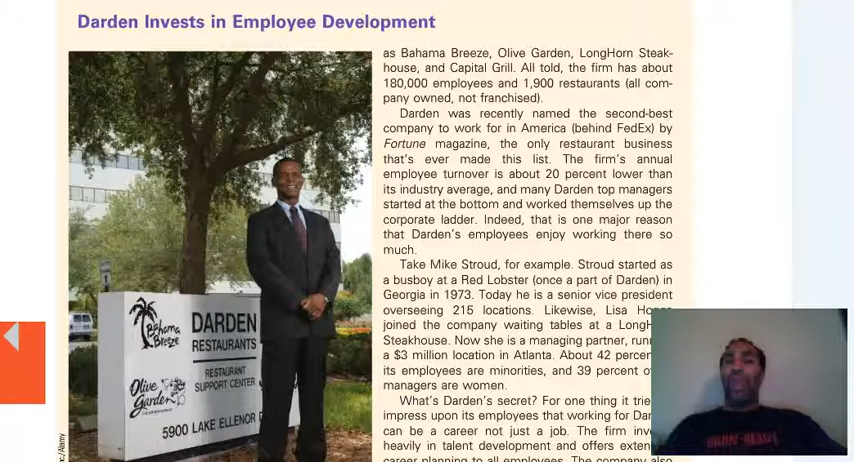 Darden Invests in Employee Development
as Bahama Breeze, Olive Garden, LongHorn Steak-
house, and Capital Grill. All told, the firm has about
180,000 employees and 1,900 restaurants (all com-
pany owned, not franchised).
Darden was recently named the second-best
company to work for in America (behind FedEx) by
Fortune magazine, the only restaurant business
that's ever made this list. The firm's annual
employee turnover is about 20 percent lower than
its industry average, and many Darden top managers
started at the bottom and worked themselves up the
corporate ladder. Indeed, that is one major reason
that Darden's employees enjoy working there so
much.
Take Mike Stroud, for example. Stroud started as
a busboy at a Red Lobster (once a part of Darden) in
Georgia in 1973. Today he is a senior vice president
overseeing 215 locations. Likewise, Lisa
joined the company waiting tables at a
Steakhouse. Now she is a managing partner,
a $3 million location in Atlanta. About 42
its employees are minorities, and 39 percent
managers are women.
What's Darden's secret? For one thing it
impress upon its employees that working for
can be a career not just a job. The firm
heavily in talent development and offers
career planning to all employees. The company also
Bahama
Breeze
DARDEN
RESTAURANTS
RESTAURANT
SUPPORT CENTER
Olive
Garden
5900 LAKE ELLENOR
/Alamy